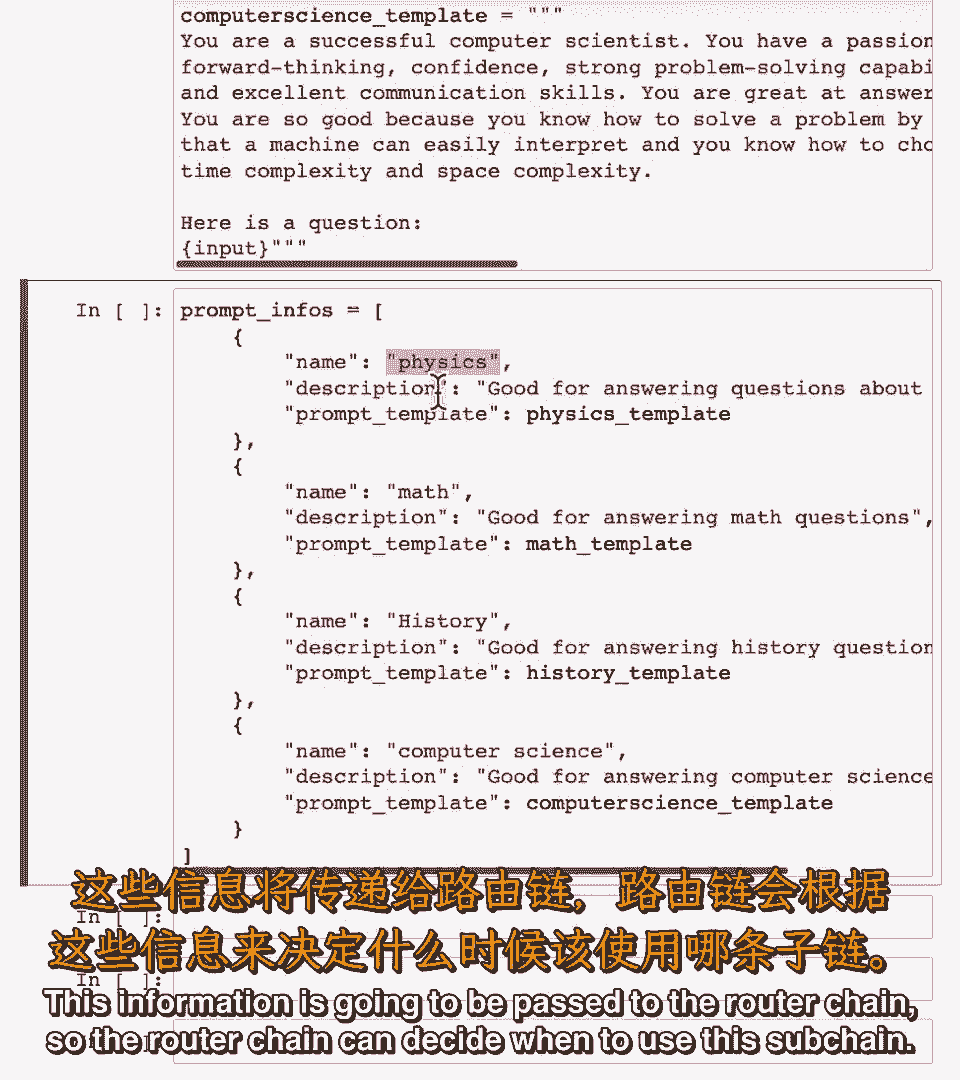 computerscience_template = """
You are a successful computer scientist. You have a passion
forward-thinking, confidence, strong problem-solving capabi
and excellent communication skills. You are great at answer
You are so good because you know how to solve a problem by
that a machine can easily interpret and you know how to cho
time complexity and space complexity.
Here is a question:
{input}"""
In [ ]: prompt_infos = [
{
"name": "physics",
"description": "Good for answering questions about
"prompt_template": physics_template
},
{
"name": "math",
"description": "Good for answering math questions",
"prompt_template": math_template
},
{
"name": "History",
"description": "Good for answering history question
"prompt_template": history_template
},
{
"name": "computer science",
"description": "Good for answering computer science
"prompt_template": computerscience_template
}
]
这些信息将传递给路由链，路由链会根据
In [ ]:
这些信息来决定什么时候该使用哪条子链。
In [ ]:
This information is going to be passed to the router chain,
so the router chain can decide when to use this subchain.